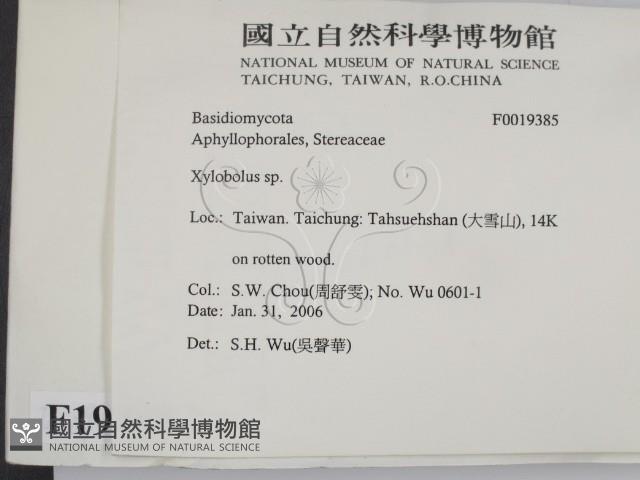 國立自然科學博物館
NATIONAL MUSEUM OF NATURAL SCIENCE
TAICHUNG, TAIWAN, R.O.CHINA
Basidiomycota F0019385
Aphyllophorales, Stereaceae
Xylobolus sp.
Loc.: Taiwan. Taichung: Tahsuehshan (大雪山), 14K
on rotten wood.
Col.: S.W. Chou(周舒雯); No. Wu 0601-1
Date: Jan. 31, 2006
Det.: S.H. Wu(吳聲華)
F19
國立自然科學博物館
NATIONAL MUSEUM OF NATURAL SCIENCE